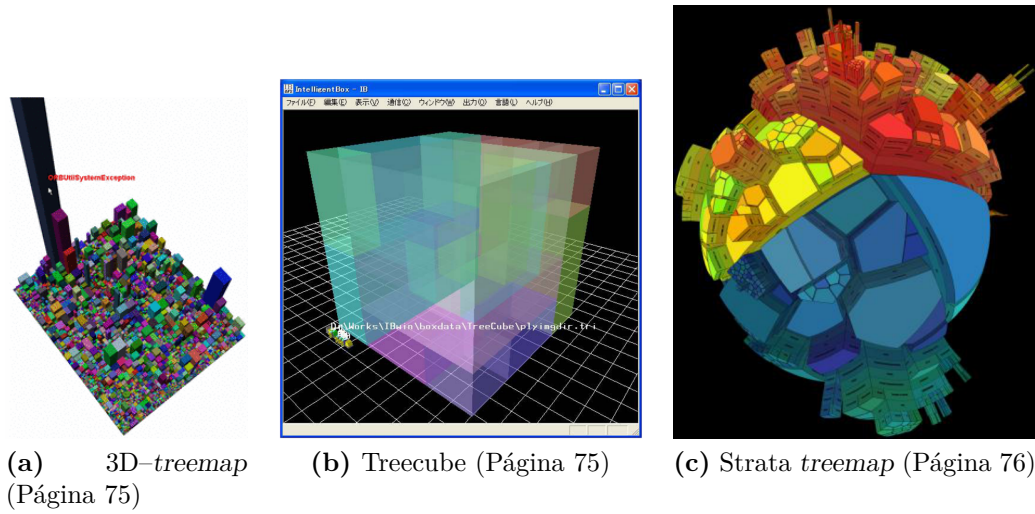 ORBUtilSystemException
IntelligentBox - IB
ファイル(F) 編集(E) 表示(V) 通信(C) ウィンドウ(W) 出力(O) 言語(L) ヘルプ(H)
D:\Works\IBwin\boxdata\TreeCube\plyimgdir.tri
(a) 3D–treemap
(Página 75)
(b) Treecube (Página 75)
(c) Strata treemap (Página 76)